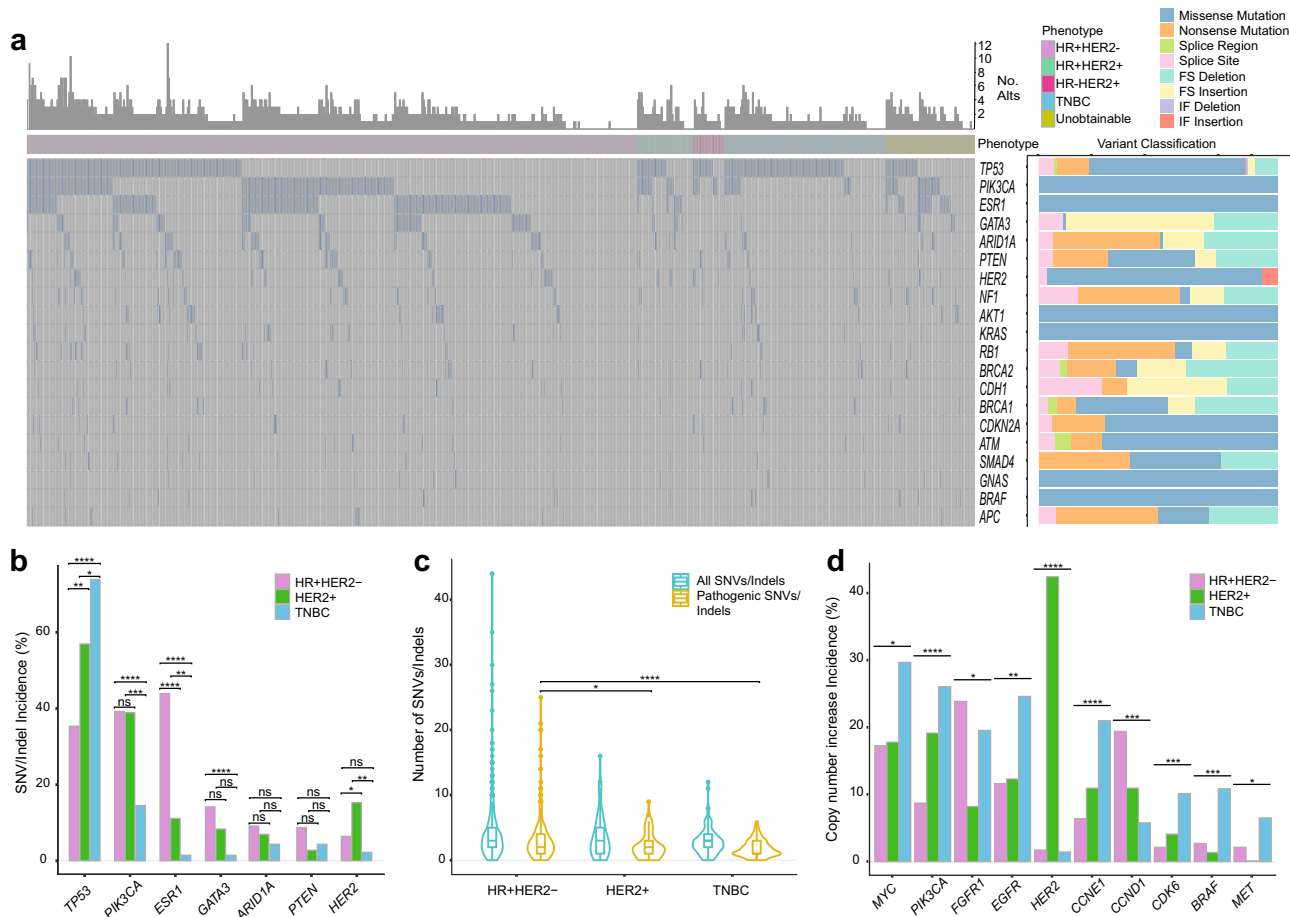 a
12
10
8
6
4
2
No.
Alts
Phenotype
HR+HER2-
HR+HER2+
HR-HER2+
TNBC
Unobtainable
Missense Mutation
Nonsense Mutation
Splice Region
Splice Site
FS Deletion
FS Insertion
IF Deletion
IF Insertion
Phenotype
Variant Classification
TP53
PIK3CA
ESR1
GATA3
ARID1A
PTEN
HER2
NF1
AKT1
KRAS
RB1
BRCA2
CDH1
BRCA1
CDKN2A
ATM
SMAD4
GNAS
BRAF
APC
b
SNV/Indel Incidence (%)
60
40
20
0
HR+HER2−
HER2+
TNBC
****
*
**
****
***
ns
****
**
****
****
ns
ns
ns
ns
ns
ns
ns
ns
ns
**
*
TP53
PIK3CA
ESR1
GATA3
ARID1A
PTEN
HER2
c
Number of SNVs/Indels
40
20
0
All SNVs/Indels
Pathogenic SNVs/
Indels
****
*
HR+HER2−
HER2+
TNBC
d
Copy number increase Incidence (%)
40
30
20
10
0
HR+HER2−
HER2+
TNBC
*
****
*
**
****
****
***
***
***
*
MYC
PIK3CA
FGFR1
EGFR
HER2
CCNE1
CCND1
CDK6
BRAF
MET